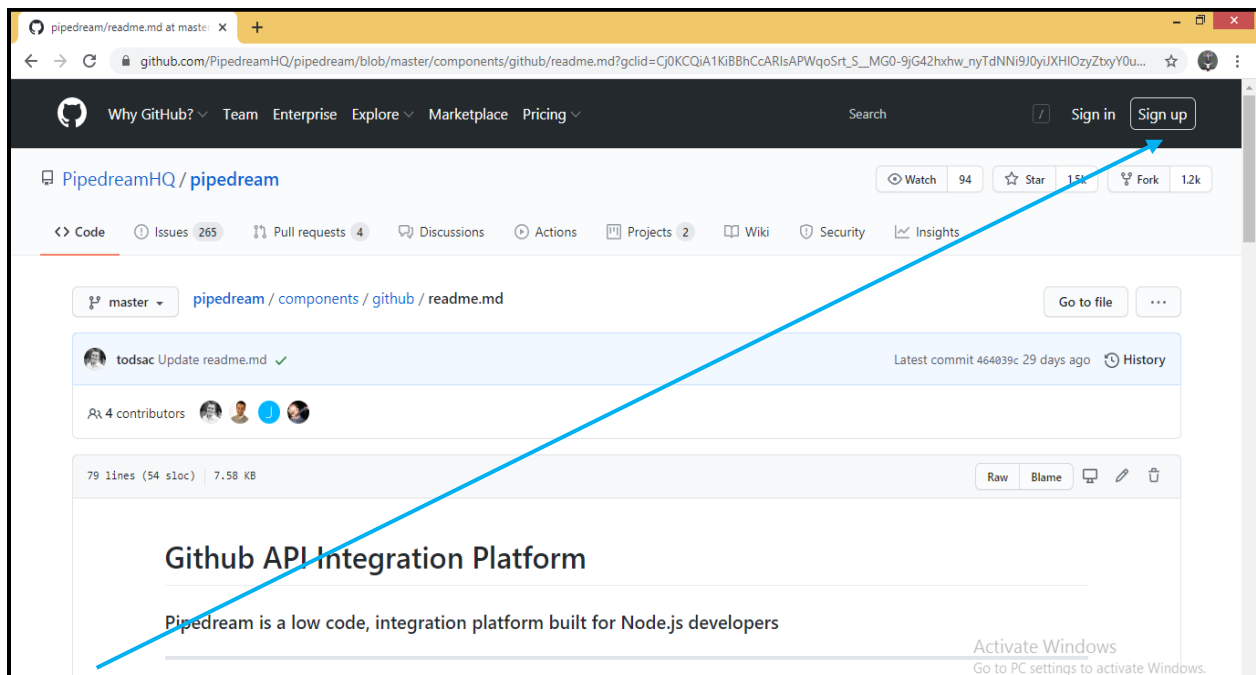 pipedream/readme.md at master
github.com/PipedreamHQ/pipedream/blob/master/components/github/readme.md?gclid=Cj0KCQiA1KiBBhCcARIsAPWqoSrt_S__MG0-9jG42hxhw_nyTdNNi9J0yiJXHIOzyZtxyY0u...
Why GitHub? Team Enterprise Explore Marketplace Pricing Search / Sign in Sign up
PipedreamHQ / pipedream Watch 94 Star 1.5k Fork 1.2k
<> Code Issues 265 Pull requests 4 Discussions Actions Projects 2 Wiki Security Insights
master pipedream / components / github / readme.md Go to file ...
todsac Update readme.md Latest commit 464039c 29 days ago History
4 contributors J
79 lines (54 sloc) 7.58 KB Raw Blame
Github API Integration Platform
Pipedream is a low code, integration platform built for Node.js developers
Activate Windows
Go to PC settings to activate Windows.